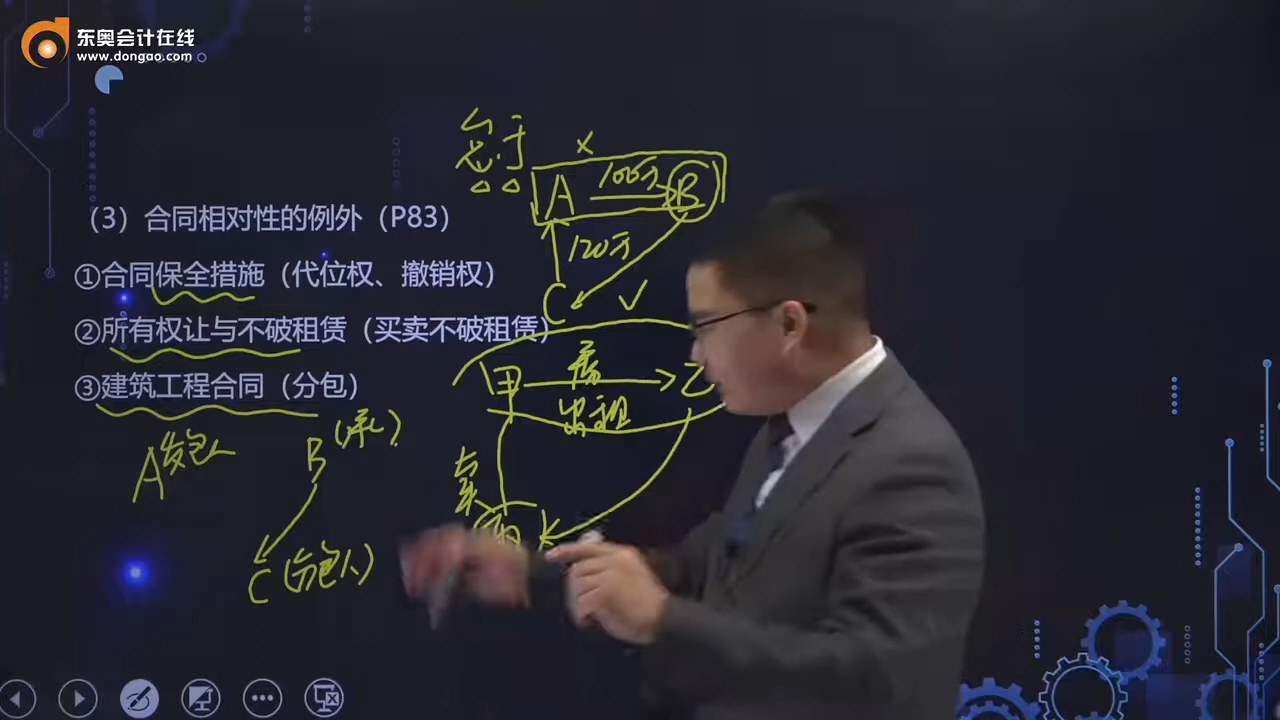 东奥会计在线
www.dongao.com
（3）合同相对性的例外（P83）
①合同保全措施（代位权、撤销权）
②所有权让与不破租赁（买卖不破租赁）
③建筑工程合同（分包）
怠于
A 100万 B
120万
C
甲 房 乙
出租
卖
丙
A 发包人
B（承）
C（分包人）